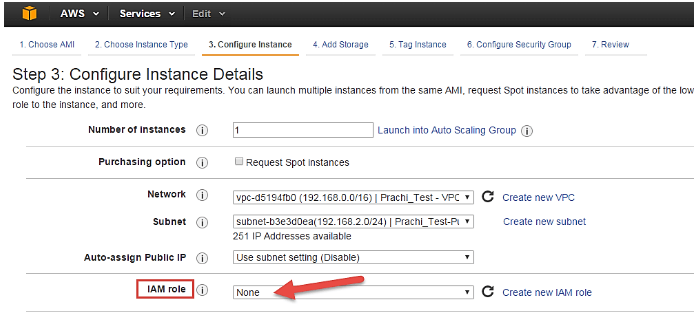 AWS Services Edit
1. Choose AMI 2. Choose Instance Type 3. Configure Instance 4. Add Storage 5. Tag Instance 6. Configure Security Group 7. Review
Step 3: Configure Instance Details
Configure the instance to suit your requirements. You can launch multiple instances from the same AMI, request Spot instances to take advantage of the low
role to the instance, and more.
Number of instances 1 Launch into Auto Scaling Group
Purchasing option Request Spot instances
Network vpc-d5194fb0 (192.168.0.0/16) | Prachi_Test - VPC Create new VPC
Subnet subnet-b3e3d0ea(192.168.2.0/24) | Prachi_Test-Pu Create new subnet
251 IP Addresses available
Auto-assign Public IP Use subnet setting (Disable)
IAM role None Create new IAM role